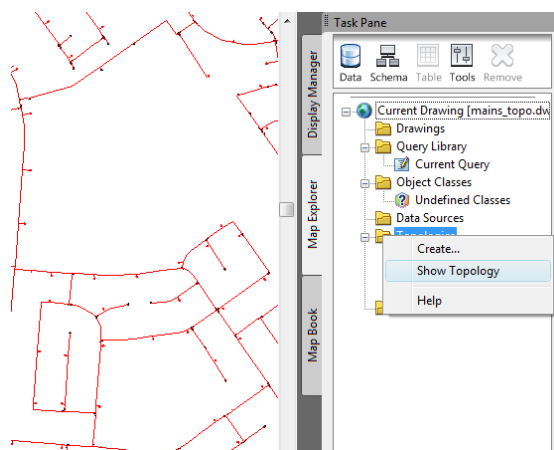 Task Pane
Data Schema Table Tools Remove
Display Manager
Map Explorer
Map Book
Current Drawing [mains_topo.dw
Drawings
Query Library
Current Query
Object Classes
Undefined Classes
Data Sources
Topologies
Create...
Show Topology
Help